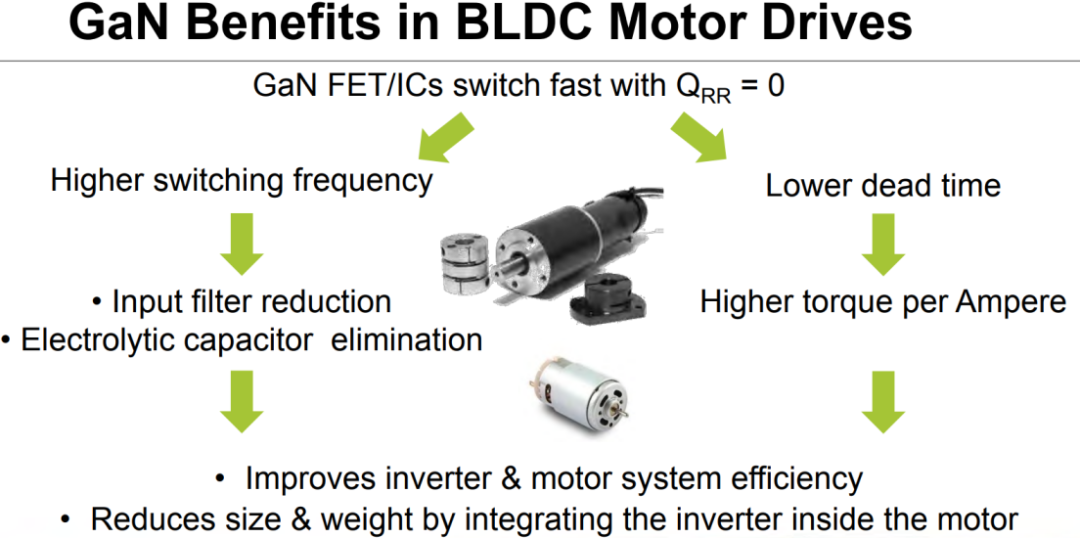 GaN Benefits in BLDC Motor Drives
GaN FET/ICs switch fast with QRR = 0
Higher switching frequency
Lower dead time
• Input filter reduction
• Electrolytic capacitor elimination
Higher torque per Ampere
• Improves inverter & motor system efficiency
• Reduces size & weight by integrating the inverter inside the motor